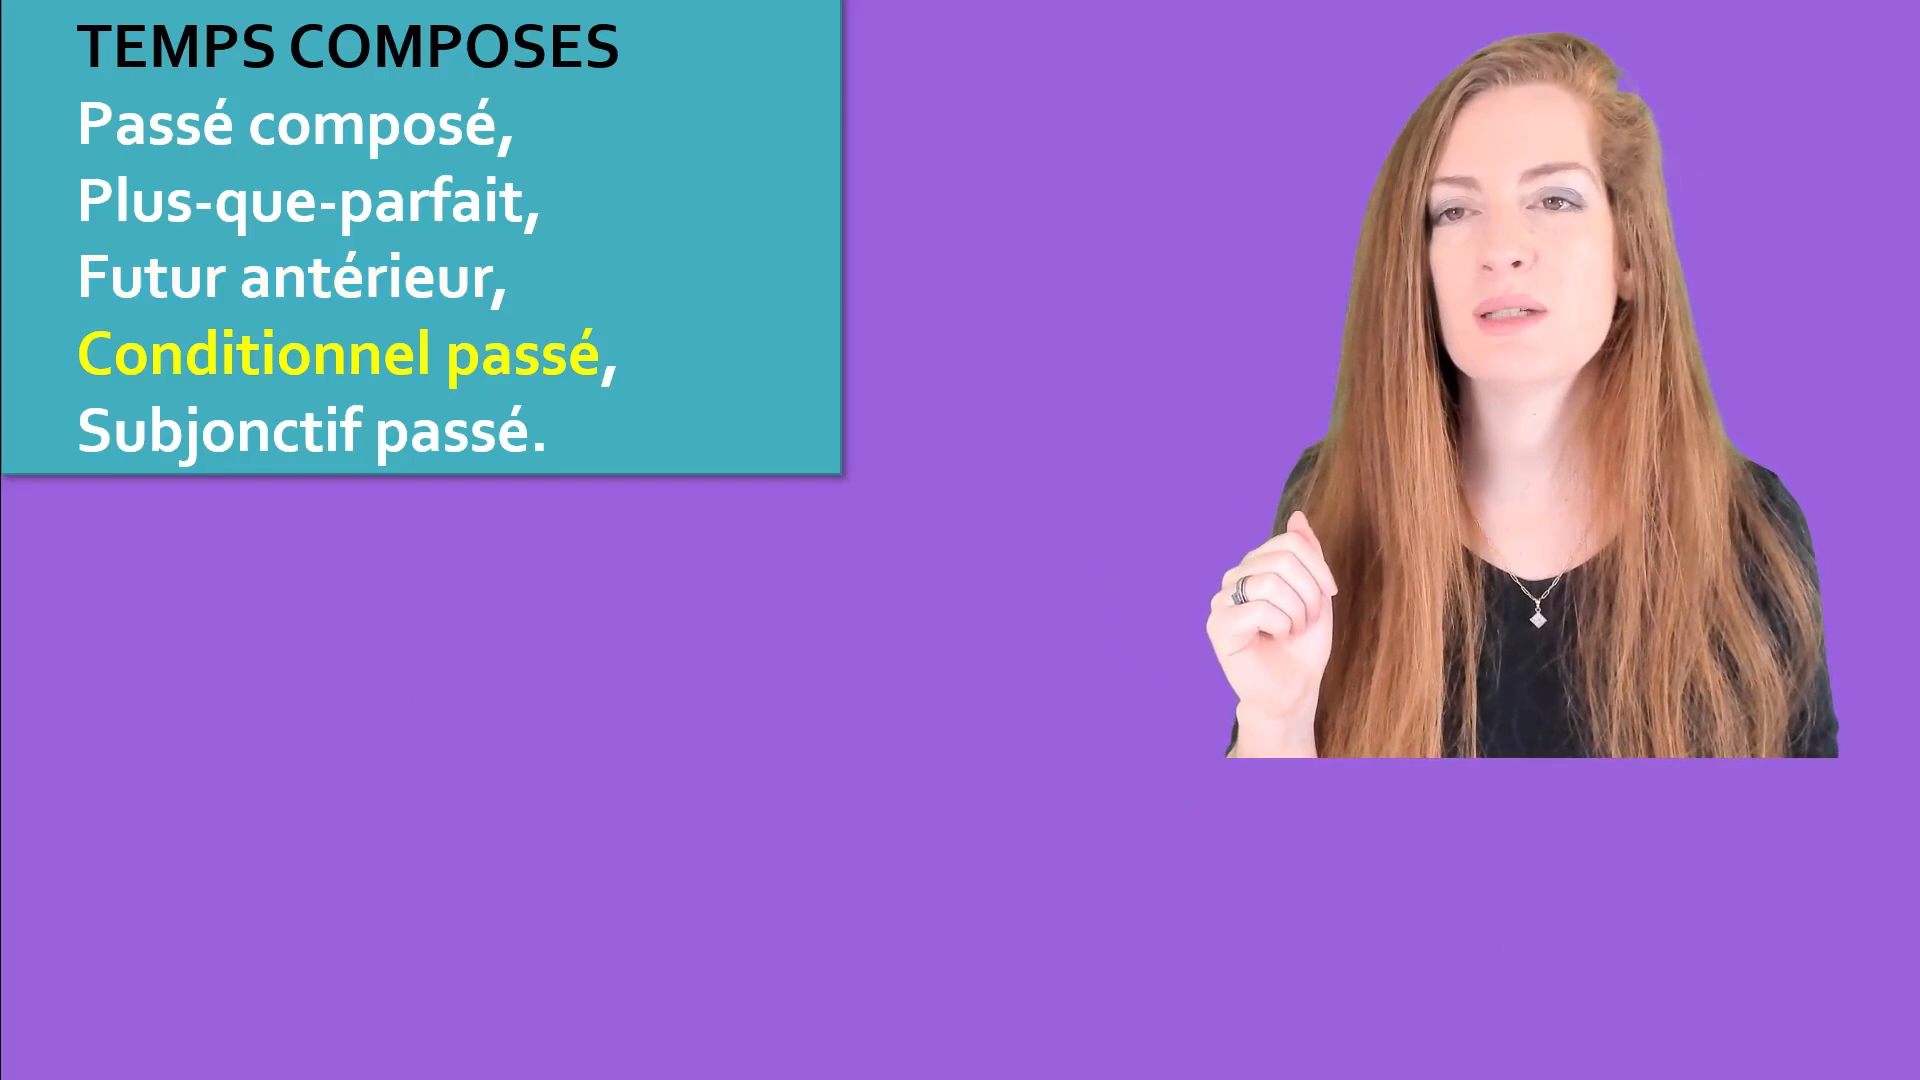 TEMPS COMPOSES
Passé composé,
Plus-que-parfait,
Futur antérieur,
Conditionnel passé,
Subjonctif passé.